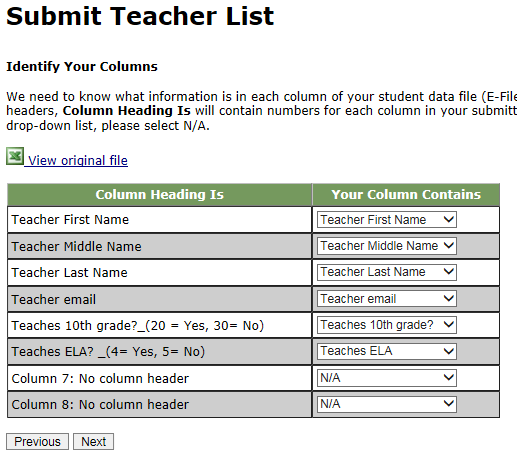 Submit Teacher List
Identify Your Columns
We need to know what information is in each column of your student data file (E-File
headers, Column Heading Is will contain numbers for each column in your submitt
drop-down list, please select N/A.
View original file
Column Heading Is Your Column Contains
Teacher First Name Teacher First Name
Teacher Middle Name Teacher Middle Name
Teacher Last Name Teacher Last Name
Teacher email Teacher email
Teaches 10th grade?_(20 = Yes, 30= No) Teaches 10th grade?
Teaches ELA? _(4= Yes, 5= No) Teaches ELA
Column 7: No column header N/A
Column 8: No column header N/A
Previous Next